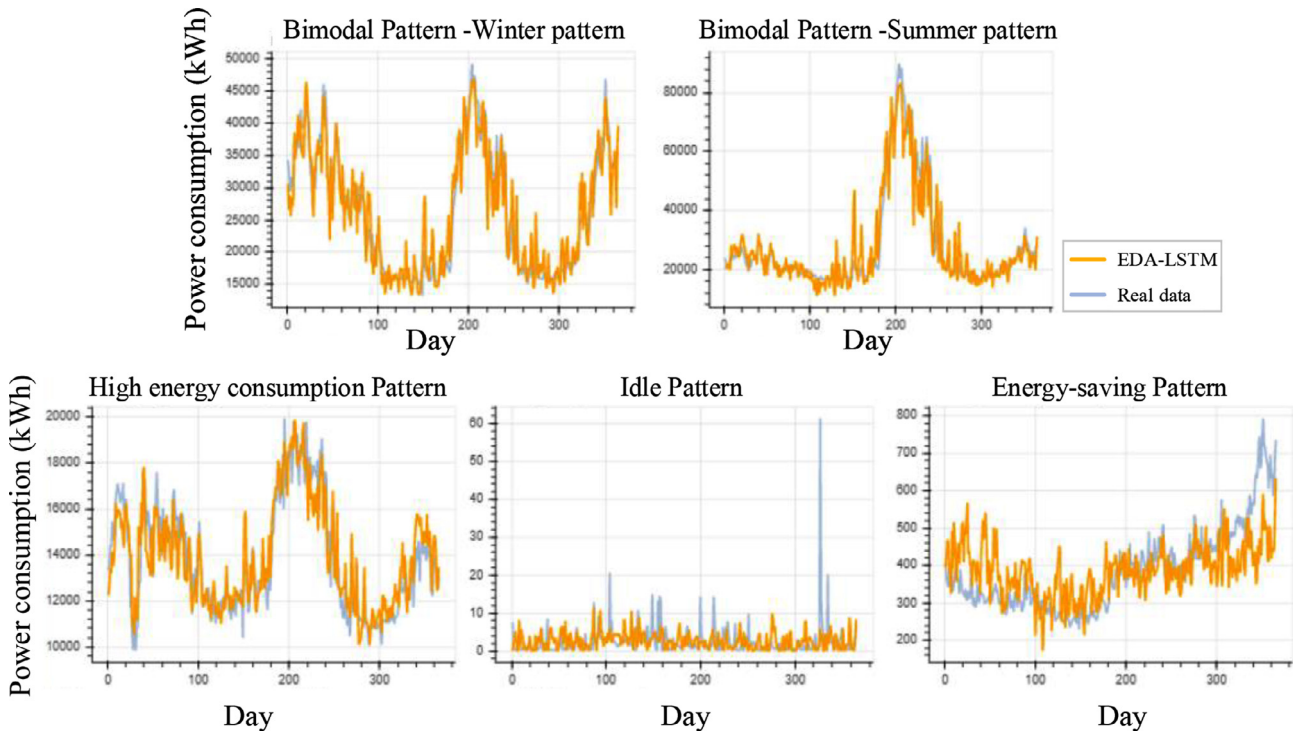 Bimodal Pattern -Winter pattern
Bimodal Pattern -Summer pattern
Power consumption (kWh)
50000
45000
40000
35000
30000
25000
20000
15000
0 100 200 300
Day
80000
60000
40000
20000
0 100 200 300
Day
EDA-LSTM
Real data
High energy consumption Pattern
Idle Pattern
Energy-saving Pattern
Power consumption (kWh)
20000
18000
16000
14000
12000
10000
0 100 200 300
Day
60
50
40
30
20
10
0
0 100 200 300
Day
800
700
600
500
400
300
200
0 100 200 300
Day